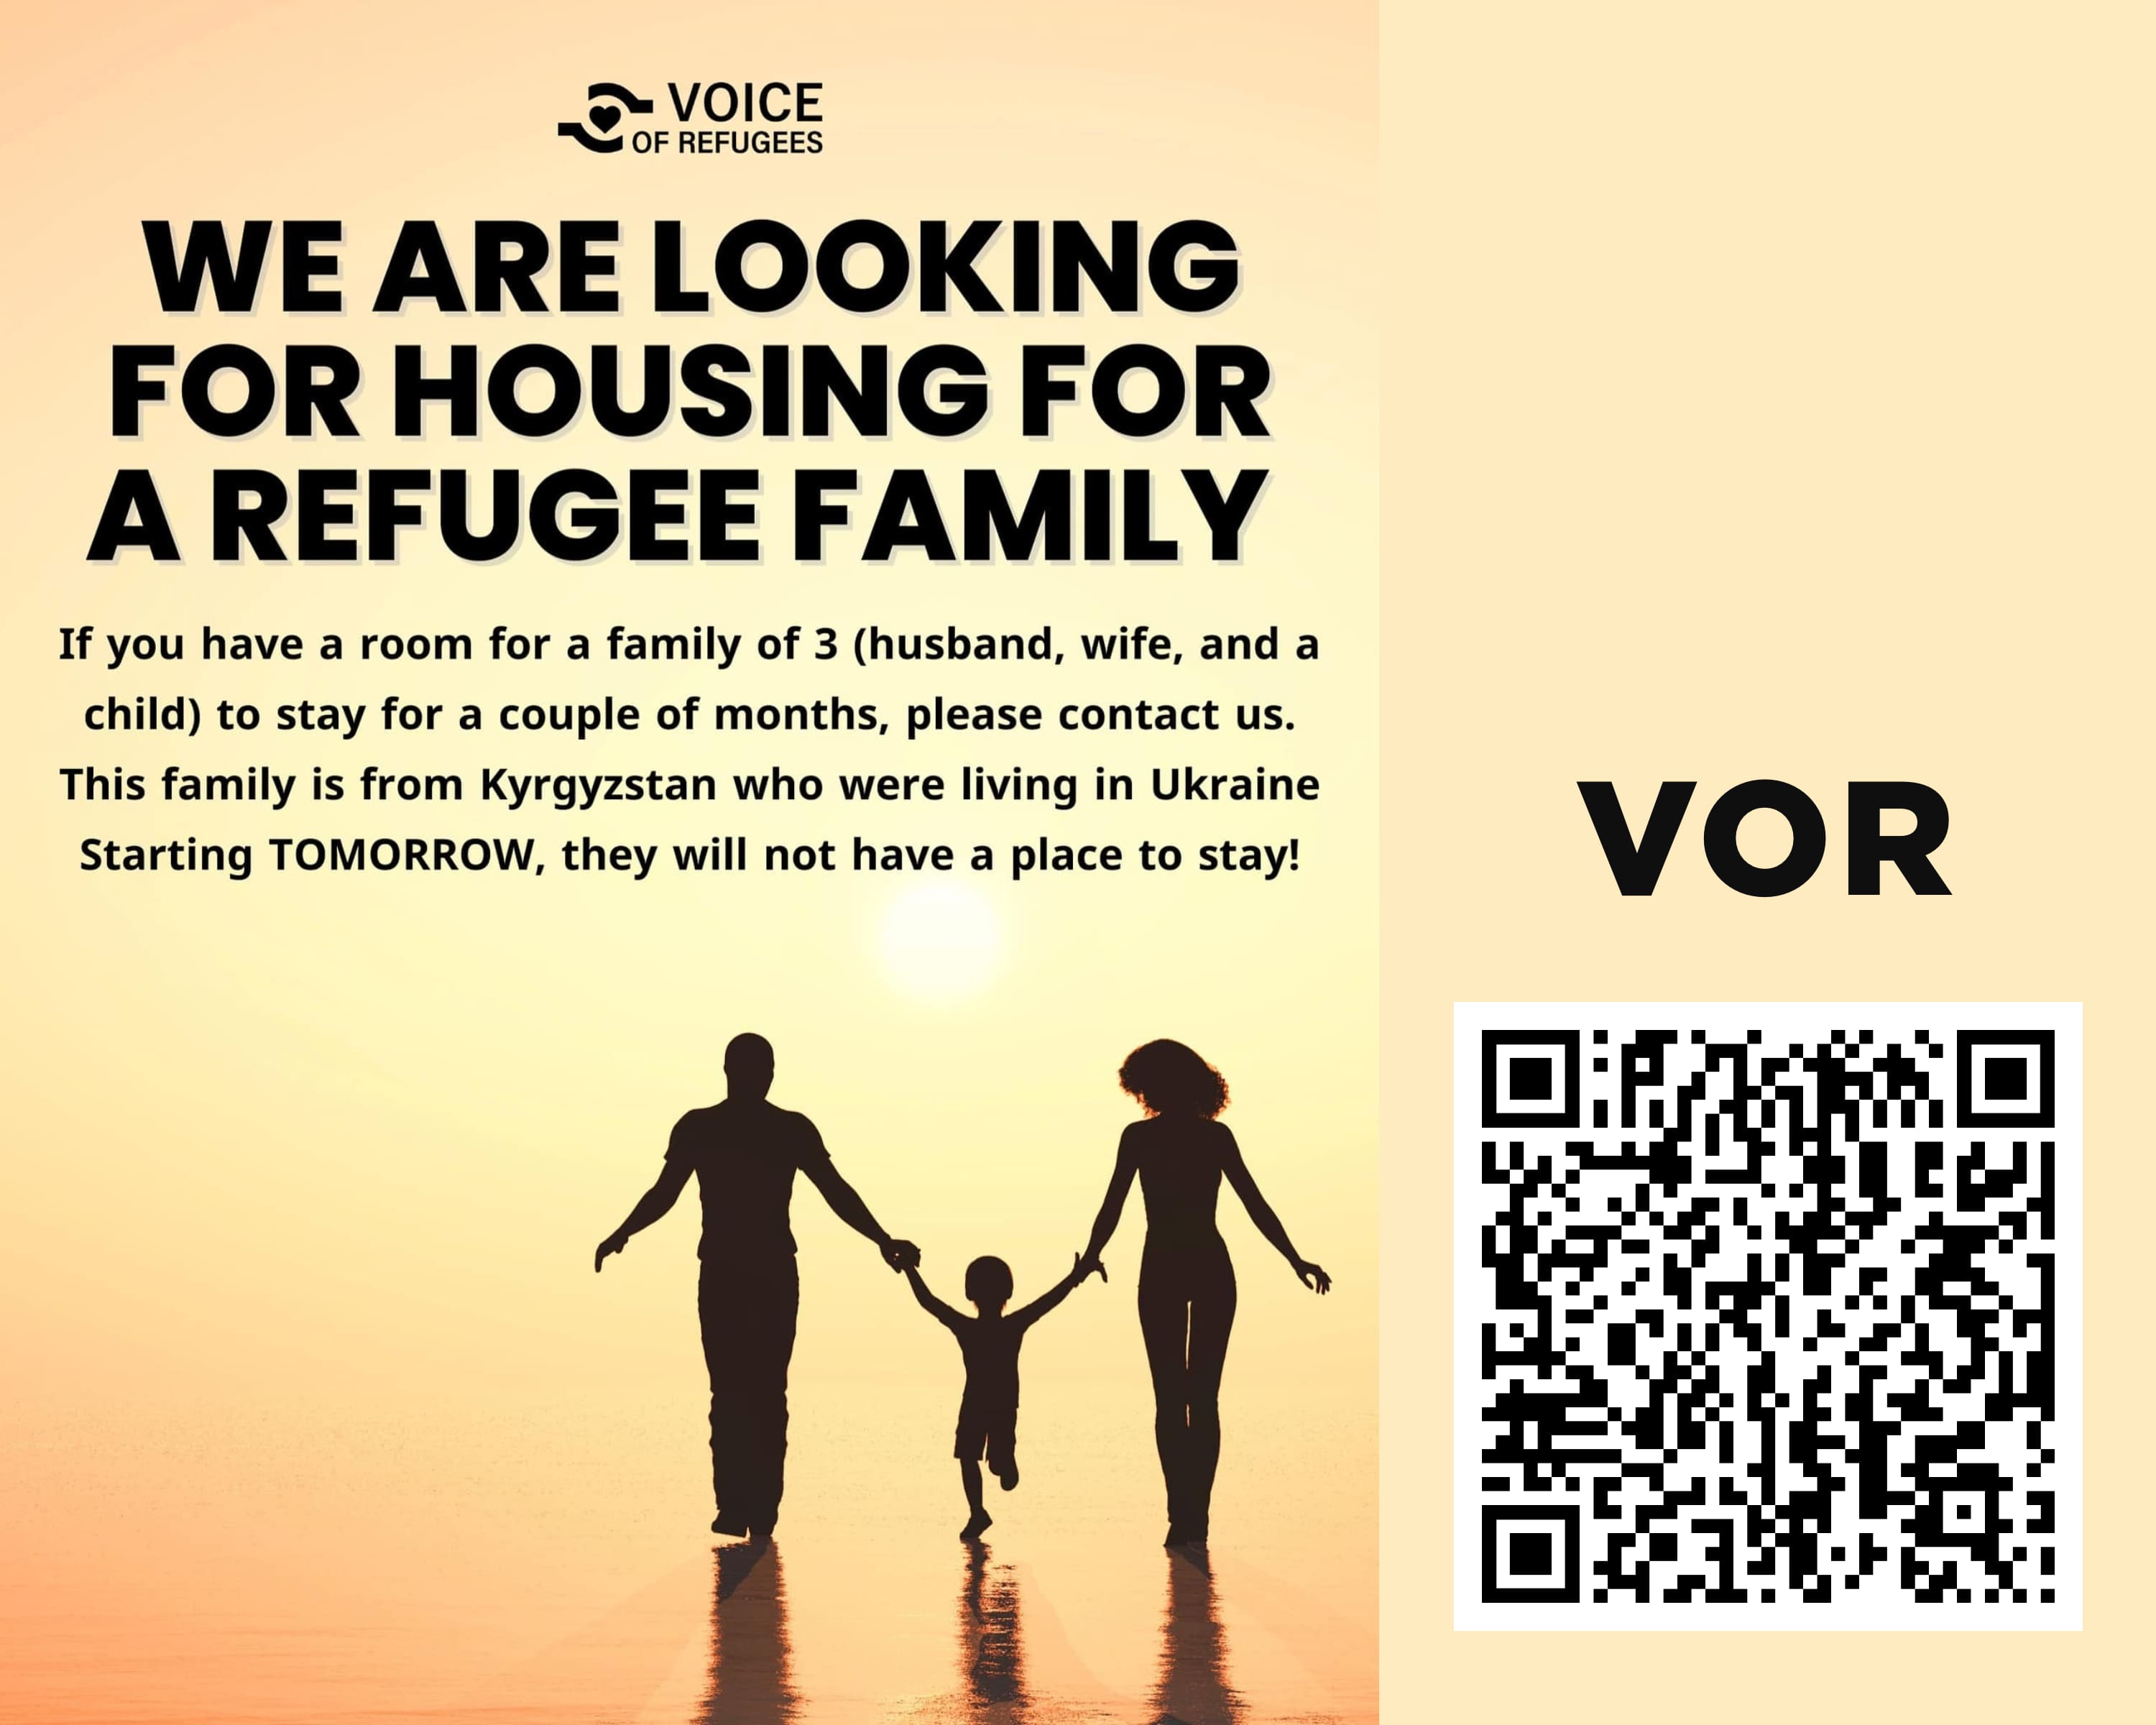 VOICE
OF REFUGEES
WE ARE LOOKING
FOR HOUSING FOR
A REFUGEE FAMILY
If you have a room for a family of 3 (husband, wife, and a
child) to stay for a couple of months, please contact us.
This family is from Kyrgyzstan who were living in Ukraine
Starting TOMORROW, they will not have a place to stay!
VOR